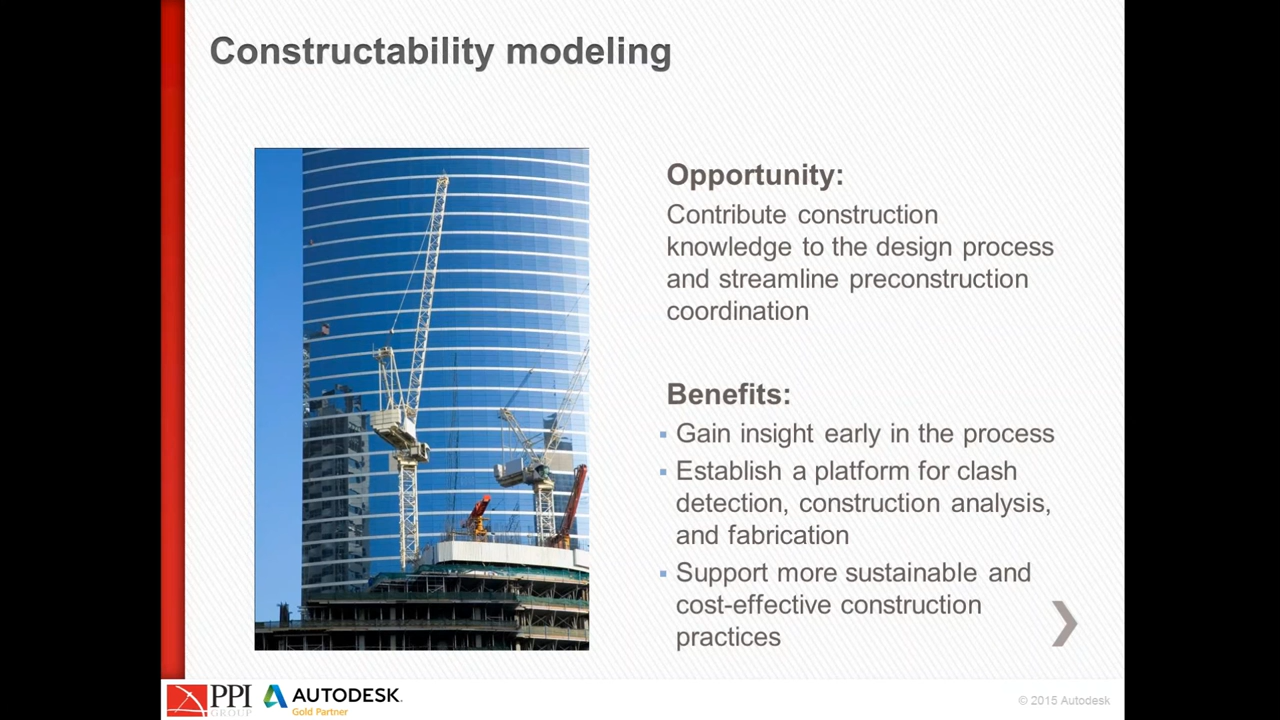 Constructability modeling
Opportunity:
Contribute construction
knowledge to the design process
and streamline preconstruction
coordination
Benefits:
▪ Gain insight early in the process
▪ Establish a platform for clash
detection, construction analysis,
and fabrication
▪ Support more sustainable and
cost-effective construction
practices
PPI
GROUP
AUTODESK.
Gold Partner
© 2015 Autodesk